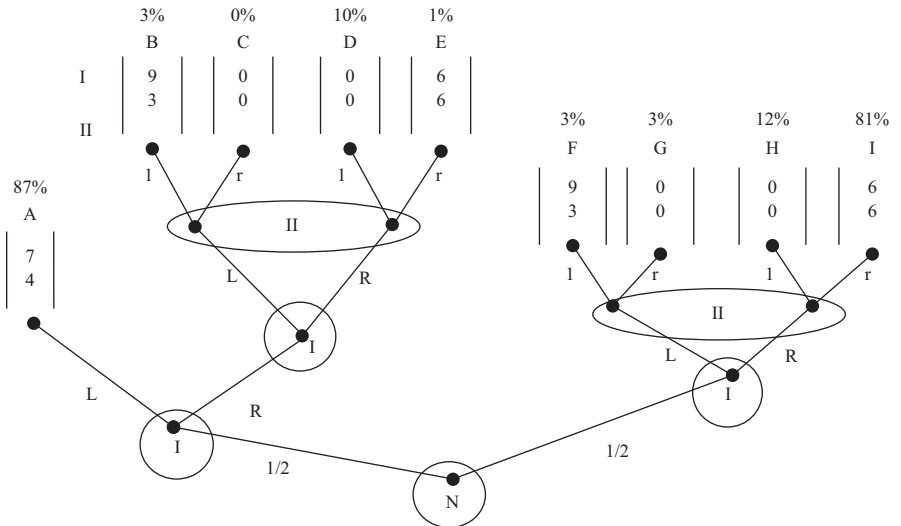 3% 0% 10% 1%
B C D E
I 9 0 0 6
3 0 0 6
II
l r l r
II
L R
I
87%
A
7
4
L R
I
3% 3% 12% 81%
F G H I
9 0 0 6
3 0 0 6
l r l r
II
L R
I
1/2 1/2
N